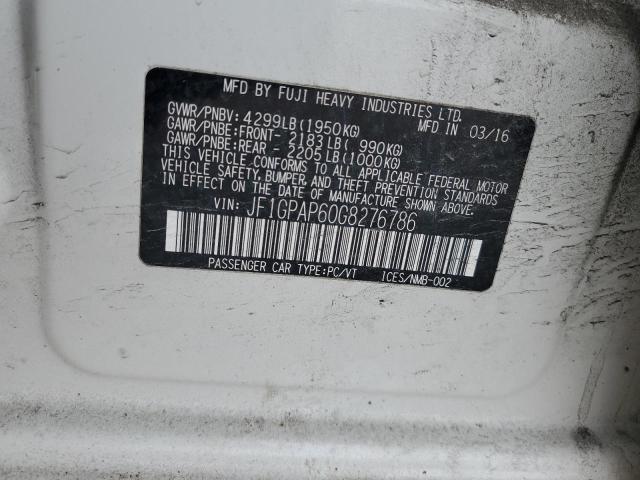 MFD BY FUJI HEAVY INDUSTRIES LTD.
GVWR/PNBV: 4299LB(1950KG) MFD IN 03/16
GAWR/PNBE:FRONT- 2183LB( 990KG)
GAWR/PNBE:REAR - 2205LB(1000KG)
THIS VEHICLE CONFORMS TO ALL APPLICABLE FEDERAL MOTOR
VEHICLE SAFETY,BUMPER, AND THEFT PREVENTION STANDARDS
IN EFFECT ON THE DATE OF MANUFACTURE SHOWN ABOVE.
VIN: JF1GPAP60G8276786
PASSENGER CAR TYPE:PC/VT ICES/NMB-002